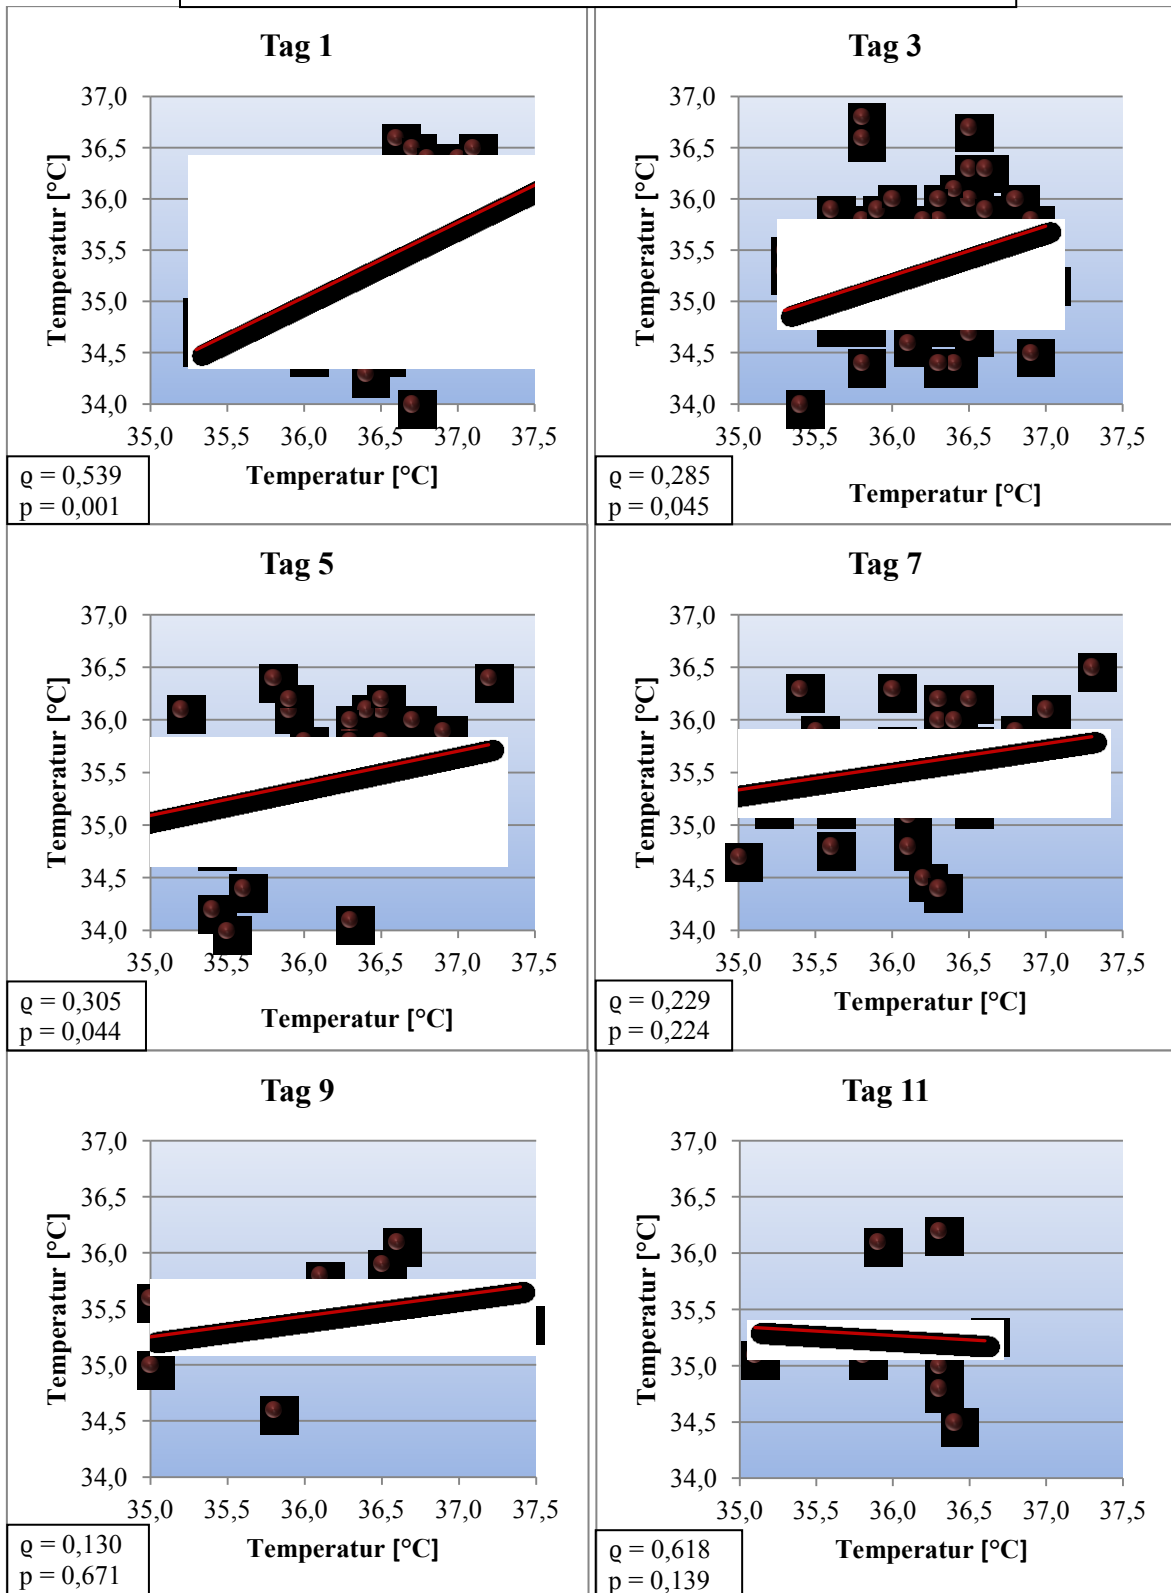 Tag 1
Temperatur [°C]
37,0
36,5
36,0
35,5
35,0
34,5
34,0
35,0 35,5 36,0 36,5 37,0 37,5
Temperatur [°C]
ϱ = 0,539
p = 0,001
Tag 3
Temperatur [°C]
37,0
36,5
36,0
35,5
35,0
34,5
34,0
35,0 35,5 36,0 36,5 37,0 37,5
Temperatur [°C]
ϱ = 0,285
p = 0,045
Tag 5
Temperatur [°C]
37,0
36,5
36,0
35,5
35,0
34,5
34,0
35,0 35,5 36,0 36,5 37,0 37,5
Temperatur [°C]
ϱ = 0,305
p = 0,044
Tag 7
Temperatur [°C]
37,0
36,5
36,0
35,5
35,0
34,5
34,0
35,0 35,5 36,0 36,5 37,0 37,5
Temperatur [°C]
ϱ = 0,229
p = 0,224
Tag 9
Temperatur [°C]
37,0
36,5
36,0
35,5
35,0
34,5
34,0
35,0 35,5 36,0 36,5 37,0 37,5
Temperatur [°C]
ϱ = 0,130
p = 0,671
Tag 11
Temperatur [°C]
37,0
36,5
36,0
35,5
35,0
34,5
34,0
35,0 35,5 36,0 36,5 37,0 37,5
Temperatur [°C]
ϱ = 0,618
p = 0,139